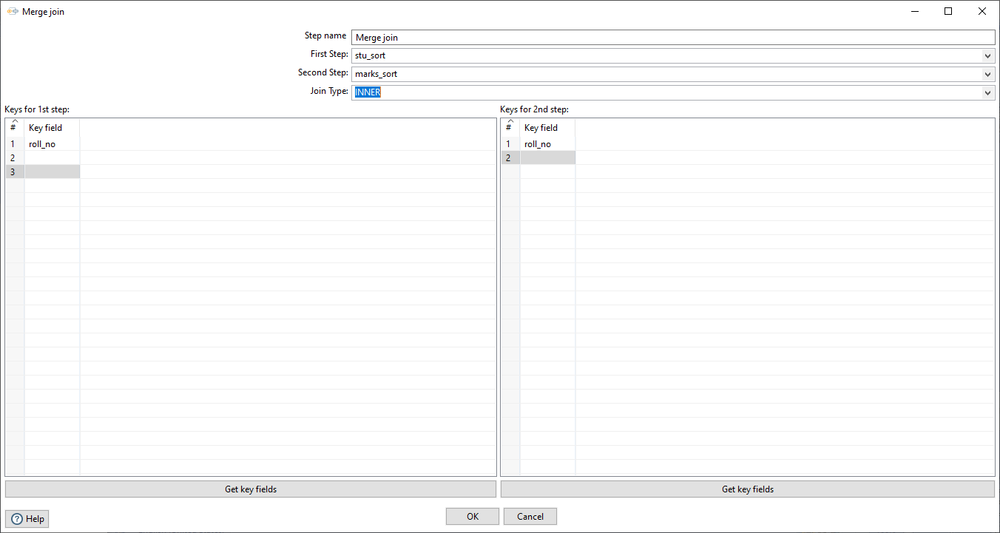 Merge join
Step name Merge join
First Step: stu_sort
Second Step: marks_sort
Join Type: INNER
Keys for 1st step:
# Key field
1 roll_no
2
3
Keys for 2nd step:
# Key field
1 roll_no
2
Get key fields
Get key fields
Help
OK
Cancel